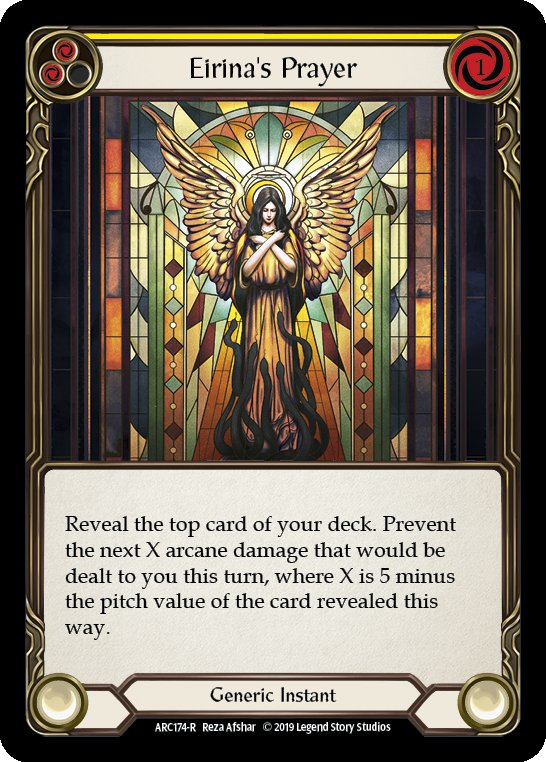 Eirina's Prayer
1
Reveal the top card of your deck. Prevent
the next X arcane damage that would be
dealt to you this turn, where X is 5 minus
the pitch value of the card revealed this
way.
Generic Instant
ARC174-R Reza Afshar © 2019 Legend Story Studios